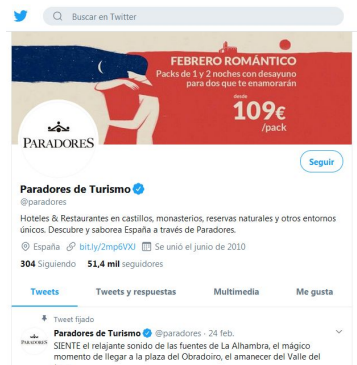 Buscar en Twitter
FEBRERO ROMÁNTICO
Packs de 1 y 2 noches con desayuno
para dos que te enamorarán
desde
109€
/pack
PARADORES
Seguir
Paradores de Turismo
@paradores
Hoteles & Restaurantes en castillos, monasterios, reservas naturales y otros entornos
únicos. Descubre y saborea España a través de Paradores.
España bit.ly/2mp6VXJ Se unió el junio de 2010
304 Siguiendo 51,4 mil seguidores
Tweets Tweets y respuestas Multimedia Me gusta
Tweet fijado
PARADORES
Paradores de Turismo @paradores · 24 feb.
SIENTE el relajante sonido de las fuentes de La Alhambra, el mágico
momento de llegar a la plaza del Obradoiro, el amanecer del Valle del